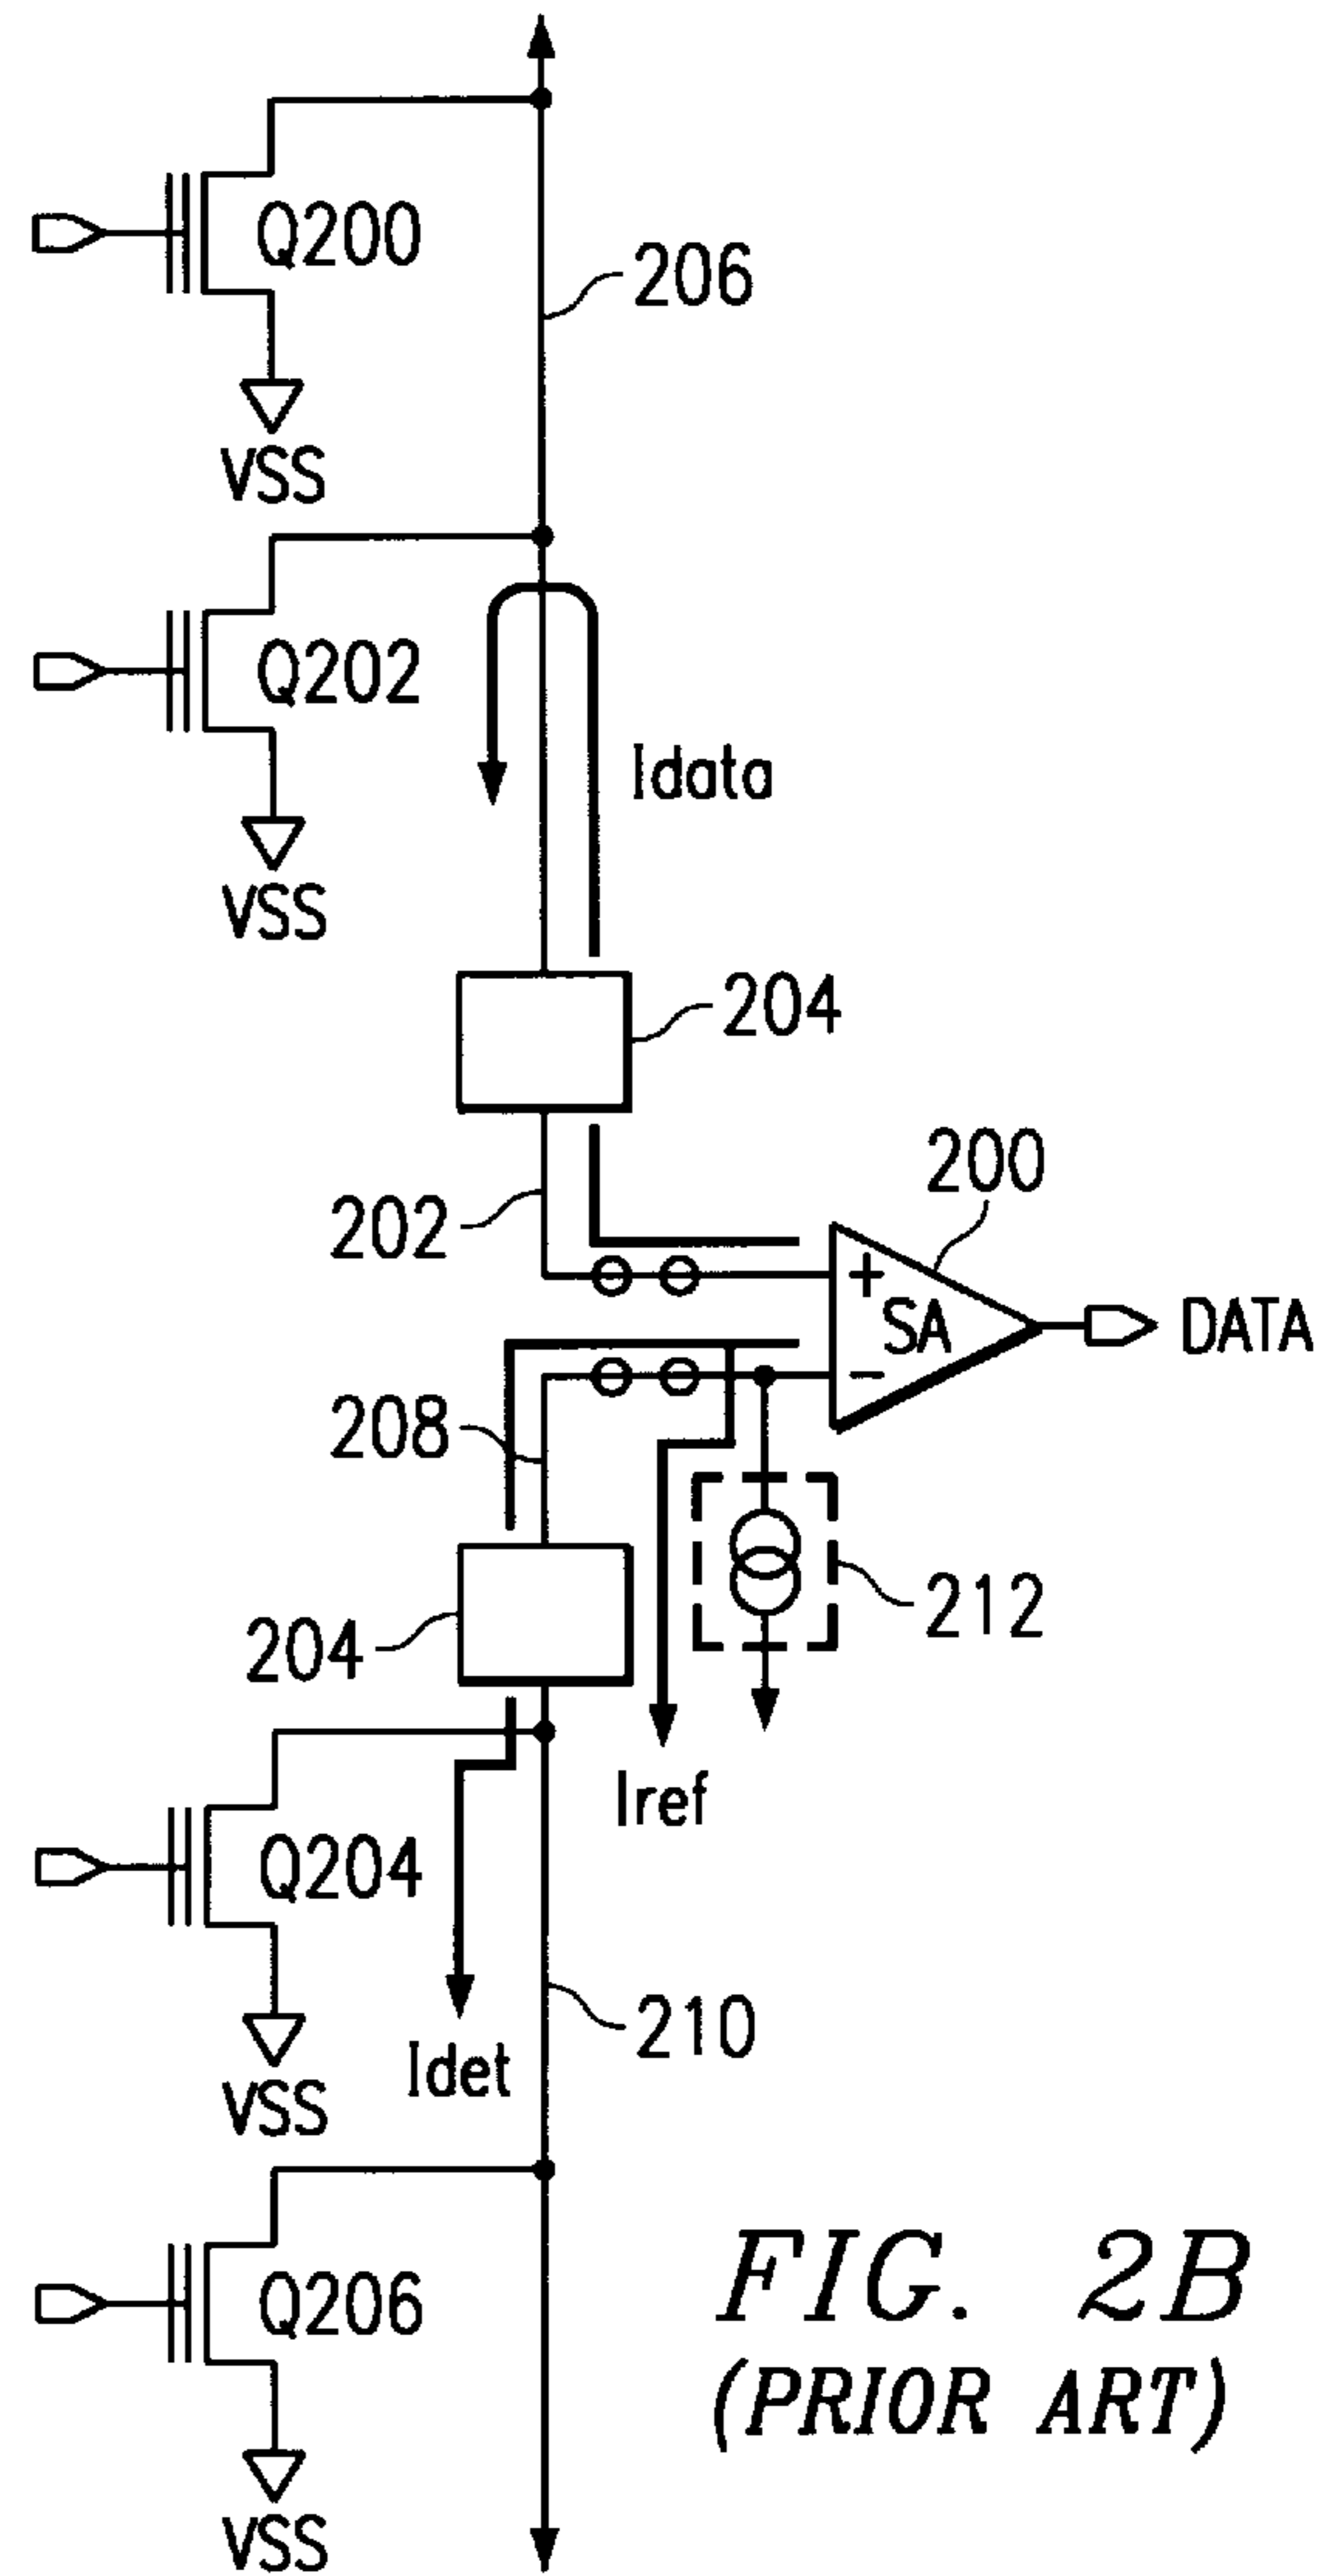 Q200
206
VSS
Q202
Idata
VSS
204
200
202
+
SA
DATA
-
208
212
204
Iref
Q204
210
Idet
VSS
Q206
FIG. 2B
(PRIOR ART)
VSS